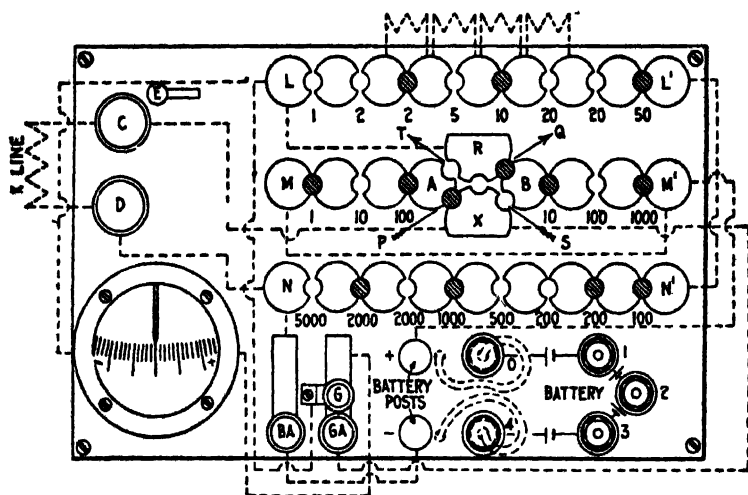 L L'
1 2 2 5 10 20 20 50
E
C
X LINE
D
T R Q
M A B M'
1 10 100 10 100 1000
P X S
N N'
5000 2000 2000 1000 500 200 200 100
- +
+ 0 1
BATTERY POSTS BATTERY 2
G
BA GA - 4 3